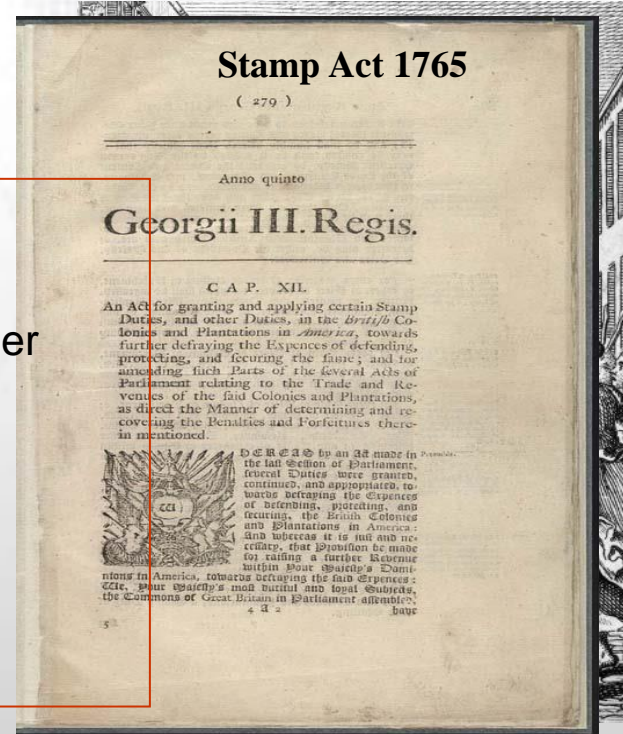 Stamp Act 1765
( 279 )
Anno quinto
Georgii III. Regis.
CAP. XII.
An Act for granting and applying certain Stamp
Duties, and other Duties, in the British Co-
lonies and Plantations in America, towards
further defraying the Expences of defending,
protecting, and securing the same; and for
amending such Parts of the several Acts of
Parliament relating to the Trade and Re-
venues of the said Colonies and Plantations,
as direct the Manner of determining and re-
covering the Penalties and Forfeitures there-
in mentioned.
HEREAS by an Act made in Preamble.
the last Session of Parliament,
several Duties were granted,
continued, and appropriated, to-
wards defraying the Expences
of defending, protecting, and
securing, the British Colonies
and Plantations in America:
And whereas it is just and ne-
cessary, that Provision be made
for raising a further Revenue
within Your Majesty's Domi-
nions in America, towards defraying the said Expences:
We, Your Majesty's most dutiful and loyal Subjects,
the Commons of Great Britain in Parliament assembled,
4 A 2
have
5
er